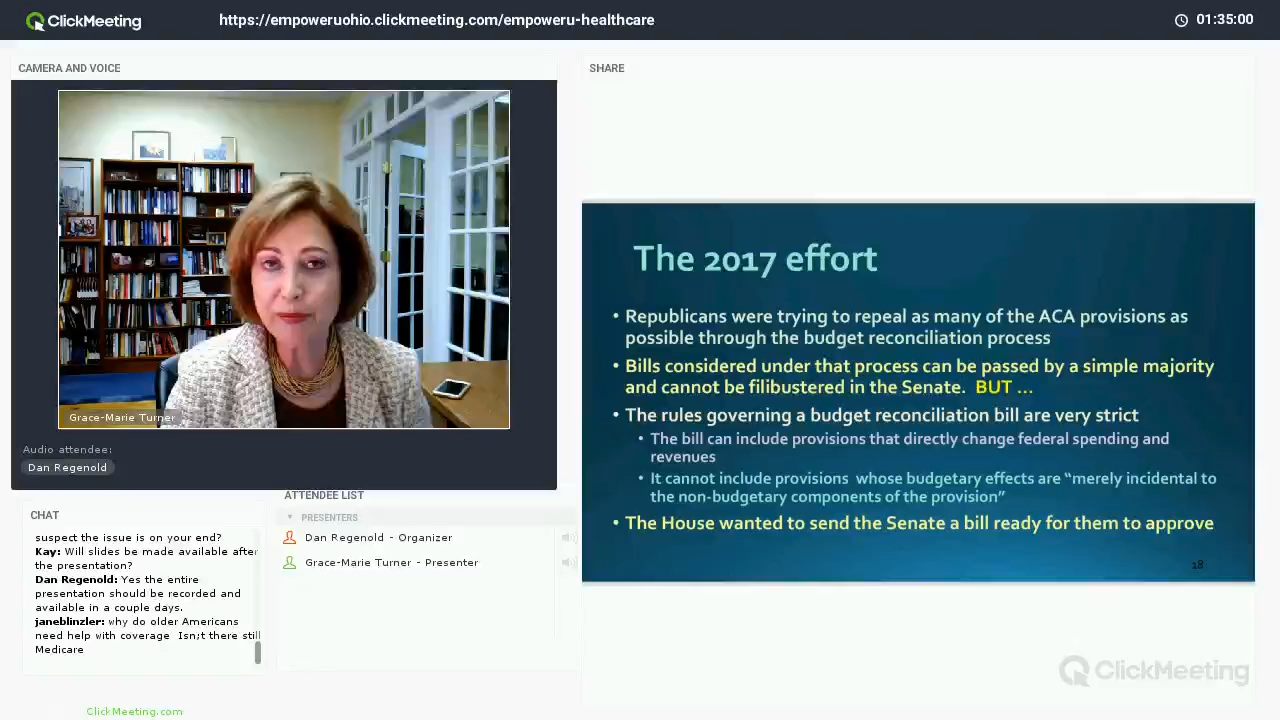 ClickMeeting
https://empoweruohio.clickmeeting.com/empoweru-healthcare
01:35:00
CAMERA AND VOICE
Grace-Marie Turner
Audio attendee:
Dan Regenold
CHAT
suspect the issue is on your end?
Kay: Will slides be made available after
the presentation?
Dan Regenold: Yes the entire
presentation should be recorded and
available in a couple days.
janeblinzler: why do older Americans
need help with coverage Isn;t there still
Medicare
ATTENDEE LIST
PRESENTERS
Dan Regenold - Organizer
Grace-Marie Turner - Presenter
SHARE
The 2017 effort
• Republicans were trying to repeal as many of the ACA provisions as
possible through the budget reconciliation process
• Bills considered under that process can be passed by a simple majority
and cannot be filibustered in the Senate. BUT ...
• The rules governing a budget reconciliation bill are very strict
• The bill can include provisions that directly change federal spending and
revenues
• It cannot include provisions whose budgetary effects are “merely incidental to
the non-budgetary components of the provision”
• The House wanted to send the Senate a bill ready for them to approve
18
ClickMeeting
ClickMeeting.com